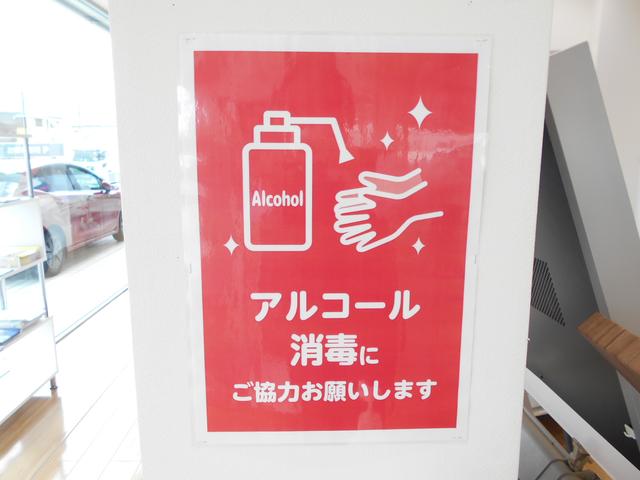 Alcohol
アルコール
消毒に
ご協力お願いします